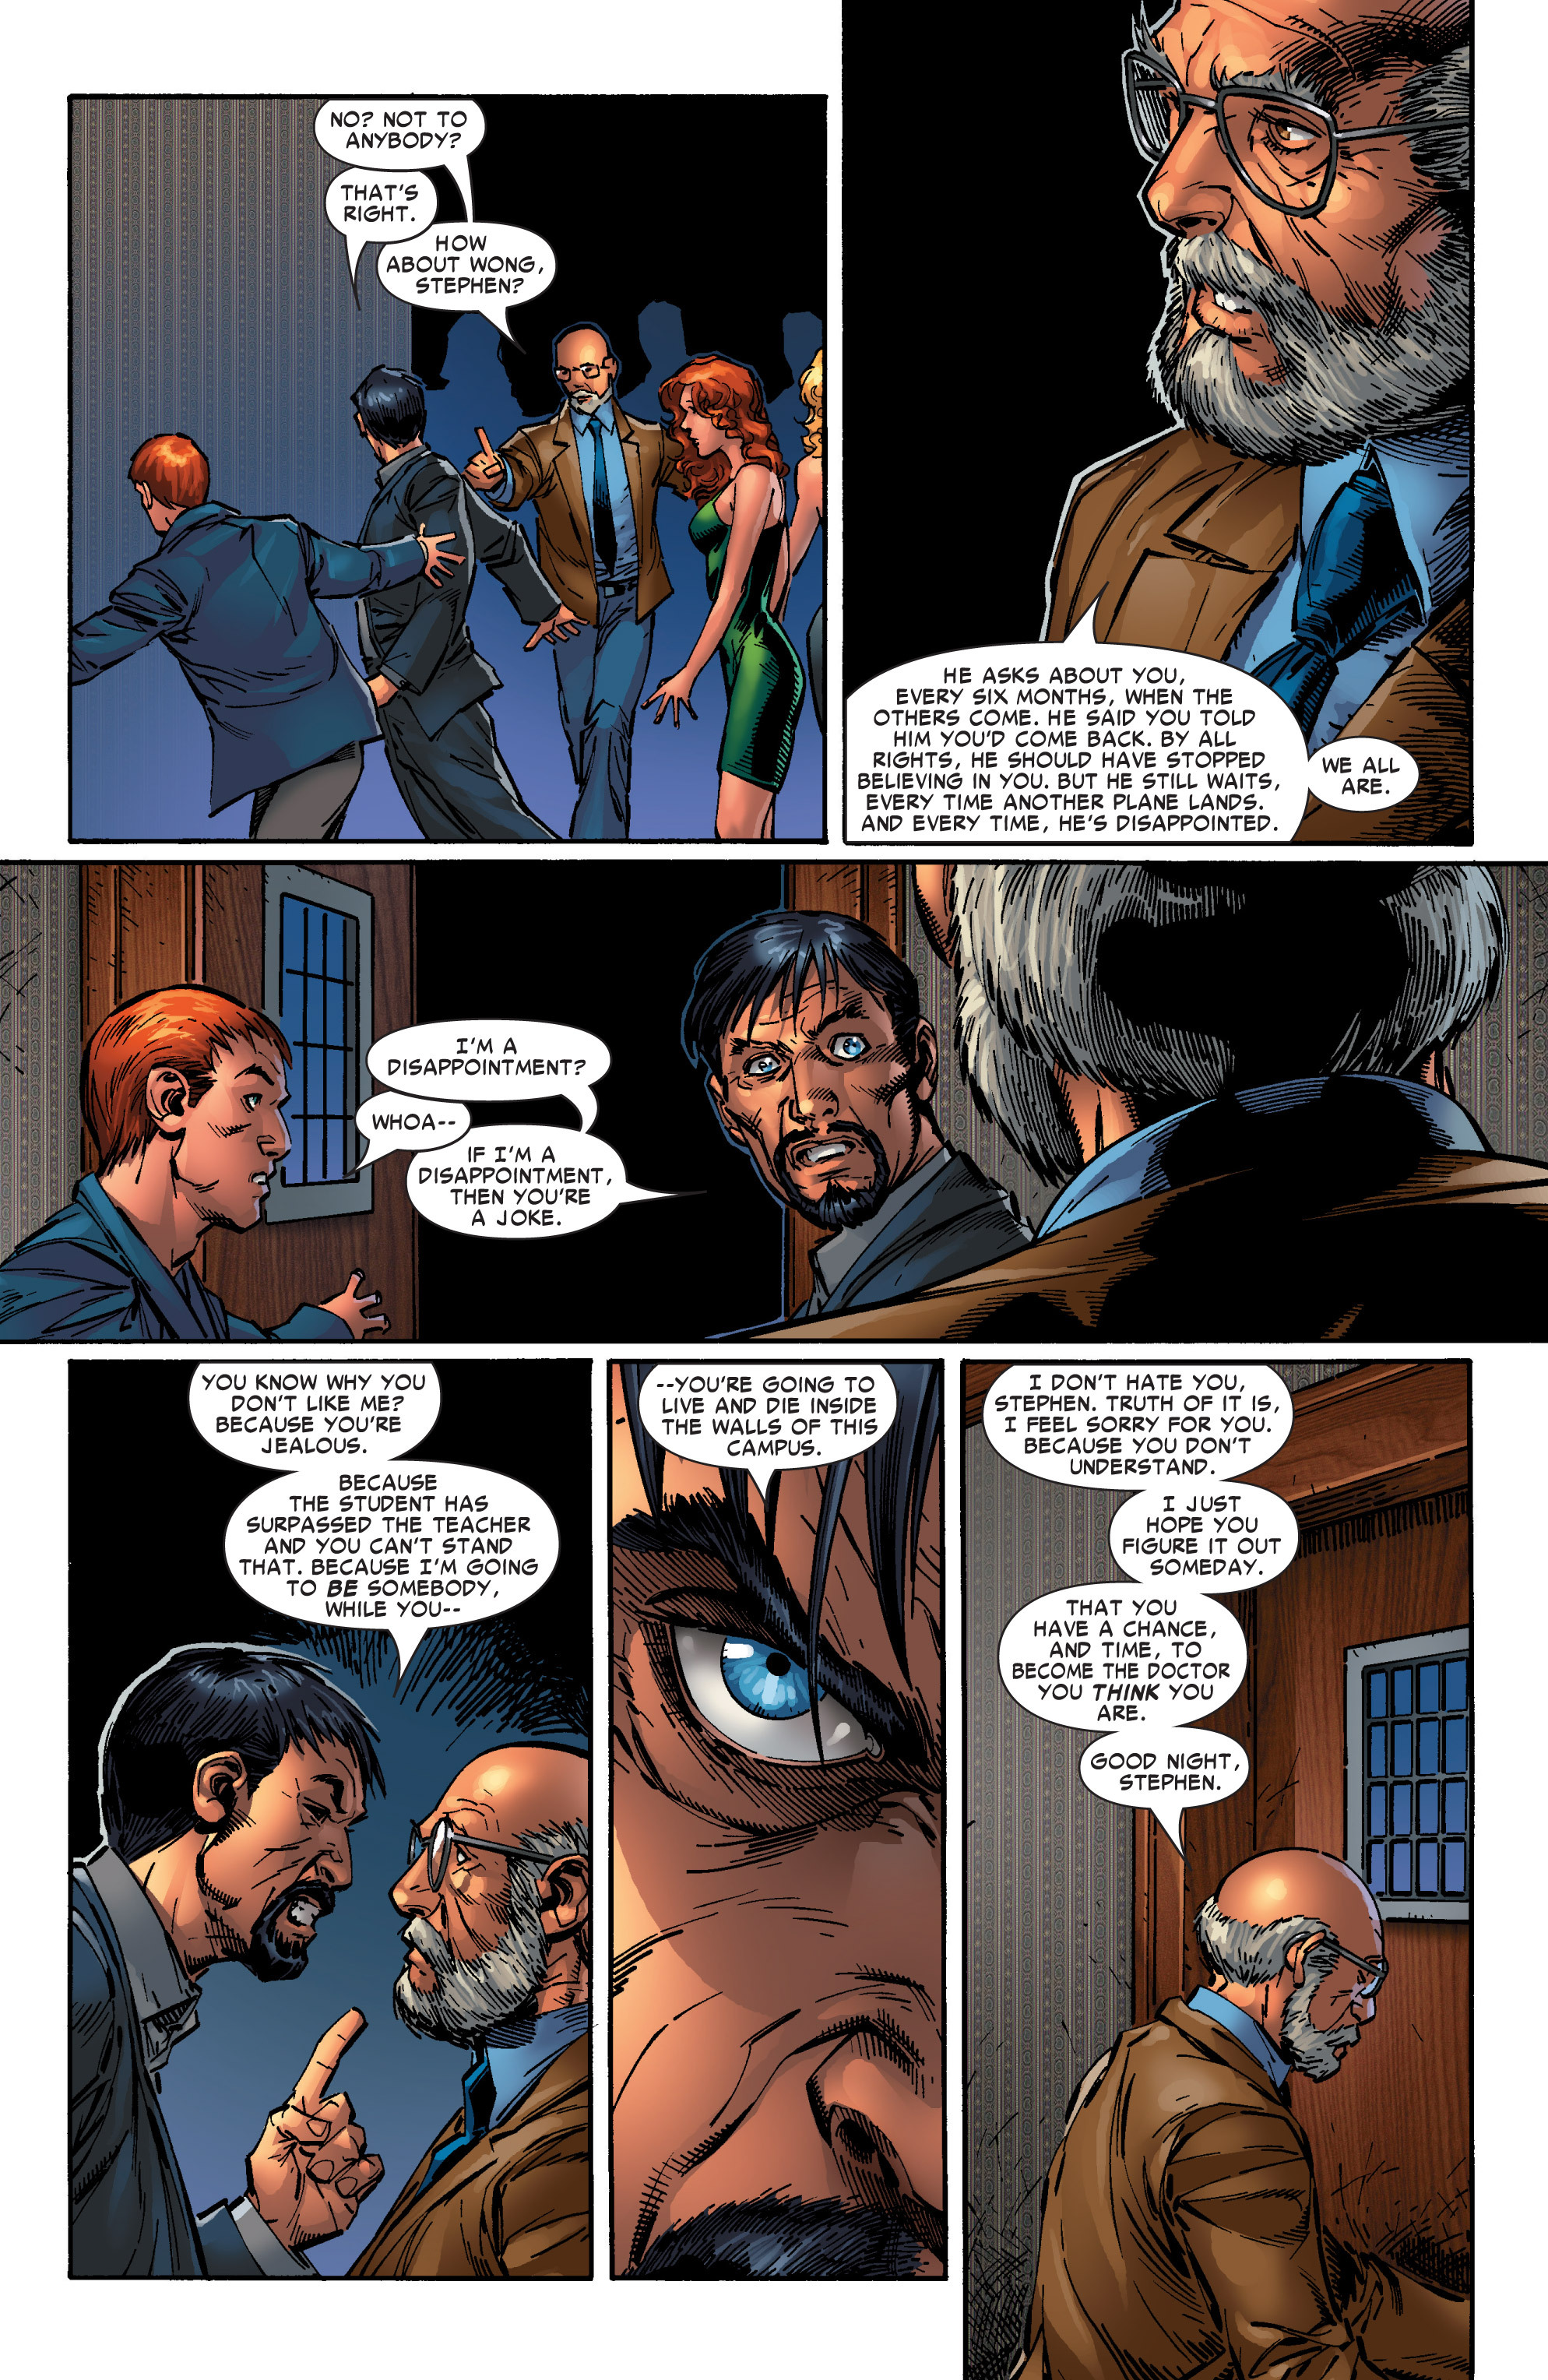 NO? NOT TO
ANYBODY?
THAT'S
RIGHT.
HOW
ABOUT WONG,
STEPHEN?
HE ASKS ABOUT YOU,
EVERY SIX MONTHS, WHEN THE
OTHERS COME. HE SAID YOU TOLD
HIM YOU'D COME BACK. BY ALL
RIGHTS, HE SHOULD HAVE STOPPED
BELIEVING IN YOU. BUT HE STILL WAITS,
EVERY TIME ANOTHER PLANE LANDS.
AND EVERY TIME, HE'S DISAPPOINTED.
WE ALL
ARE.
I'M A
DISAPPOINTMENT?
WHOA--
IF I'M A
DISAPPOINTMENT,
THEN YOU'RE
A JOKE.
YOU KNOW WHY YOU
DON'T LIKE ME?
BECAUSE YOU'RE
JEALOUS.
BECAUSE
THE STUDENT HAS
SURPASSED THE TEACHER
AND YOU CAN'T STAND
THAT. BECAUSE I'M GOING
TO BE SOMEBODY,
WHILE YOU--
--YOU'RE GOING TO
LIVE AND DIE INSIDE
THE WALLS OF THIS
CAMPUS.
I DON'T HATE YOU,
STEPHEN. TRUTH OF IT IS,
I FEEL SORRY FOR YOU.
BECAUSE YOU DON'T
UNDERSTAND.
I JUST
HOPE YOU
FIGURE IT OUT
SOMEDAY.
THAT YOU
HAVE A CHANCE,
AND TIME, TO
BECOME THE DOCTOR
YOU THINK YOU
ARE.
GOOD NIGHT,
STEPHEN.